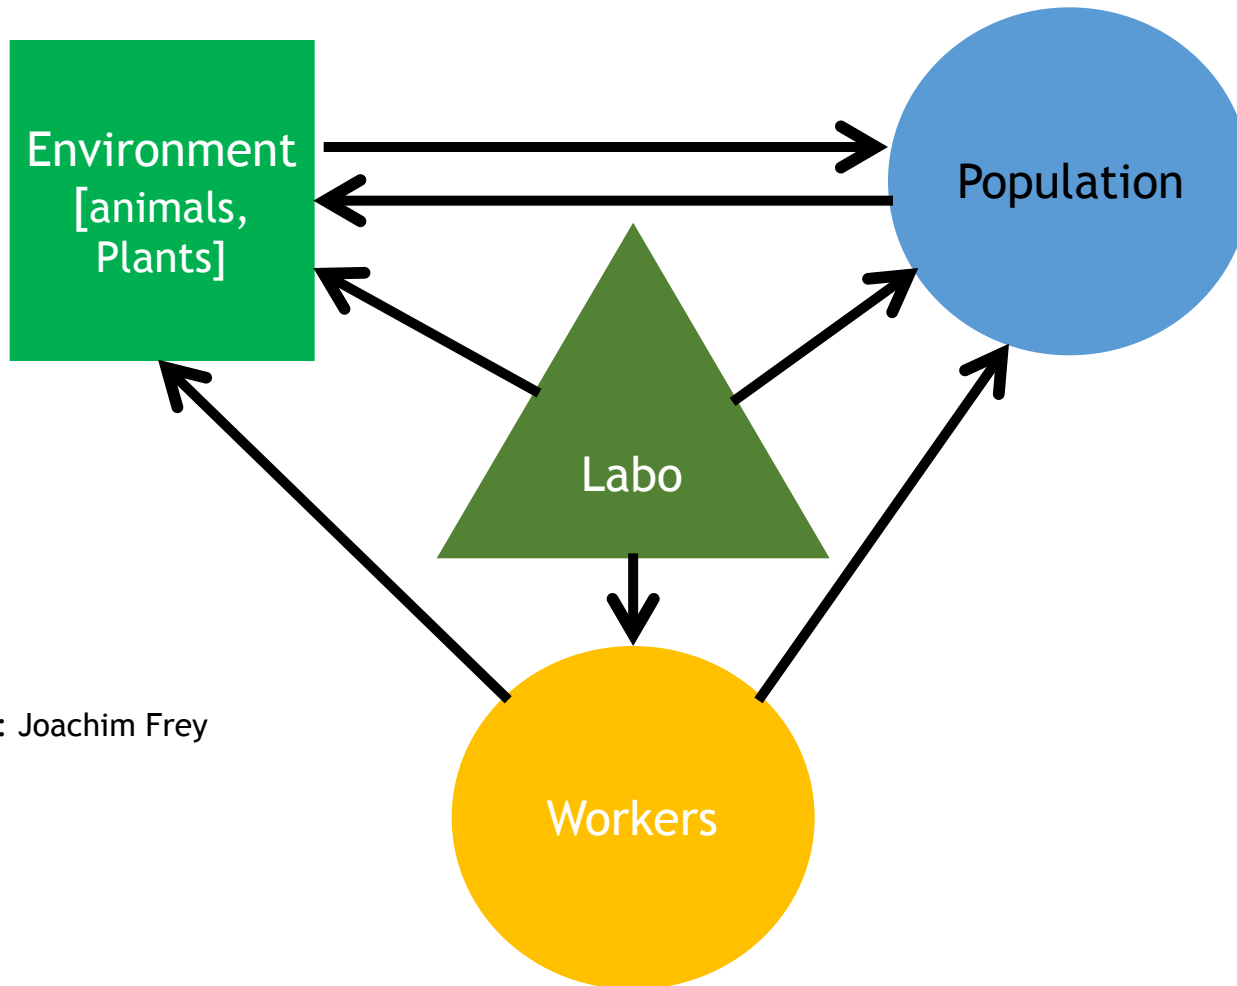 Environment
[animals,
Plants]
Population
Labo
: Joachim Frey
Workers